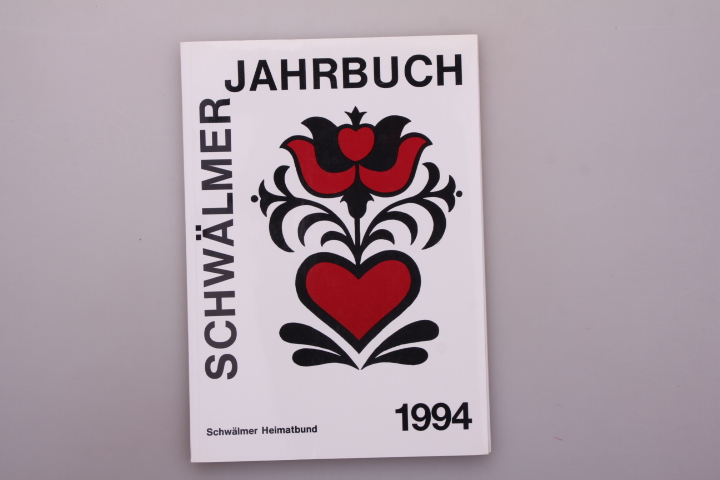 SCHWÄLMER
JAHRBUCH
Schwälmer Heimatbund
1994